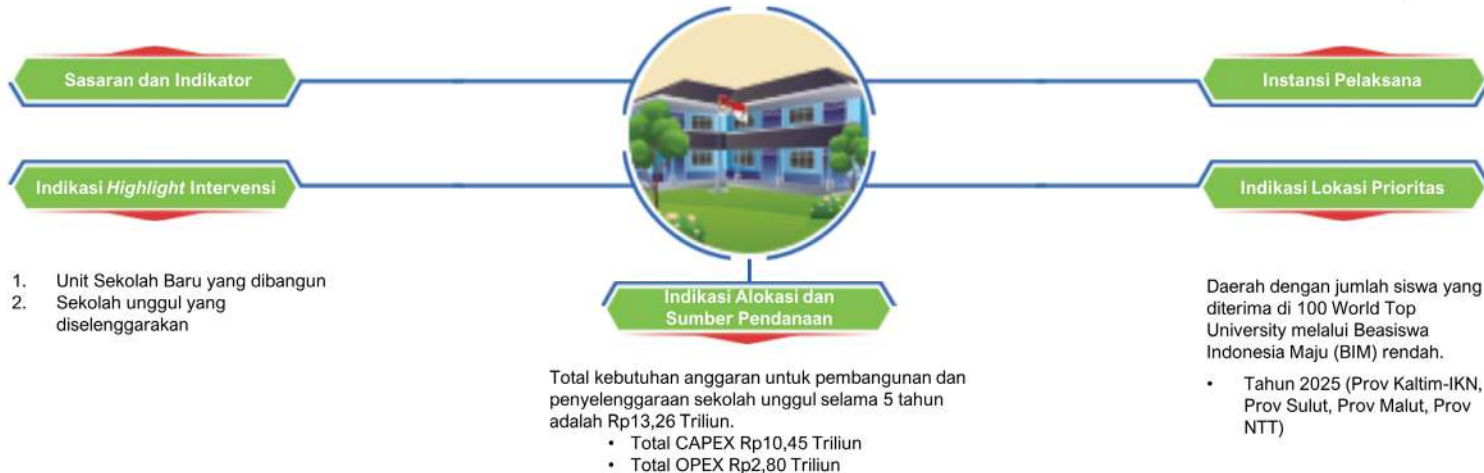 Sasaran dan Indikator
Instansi Pelaksana
Indikasi Highlight Intervensi
Indikasi Lokasi Prioritas
1. Unit Sekolah Baru yang dibangun
2. Sekolah unggul yang
diselenggarakan
Indikasi Alokasi dan
Sumber Pendanaan
Total kebutuhan anggaran untuk pembangunan dan
penyelenggaraan sekolah unggul selama 5 tahun
adalah Rp13,26 Triliun.
• Total CAPEX Rp10,45 Triliun
• Total OPEX Rp2,80 Triliun
Daerah dengan jumlah siswa yang
diterima di 100 World Top
University melalui Beasiswa
Indonesia Maju (BIM) rendah.
• Tahun 2025 (Prov Kaltim-IKN,
Prov Sulut, Prov Malut, Prov
NTT)